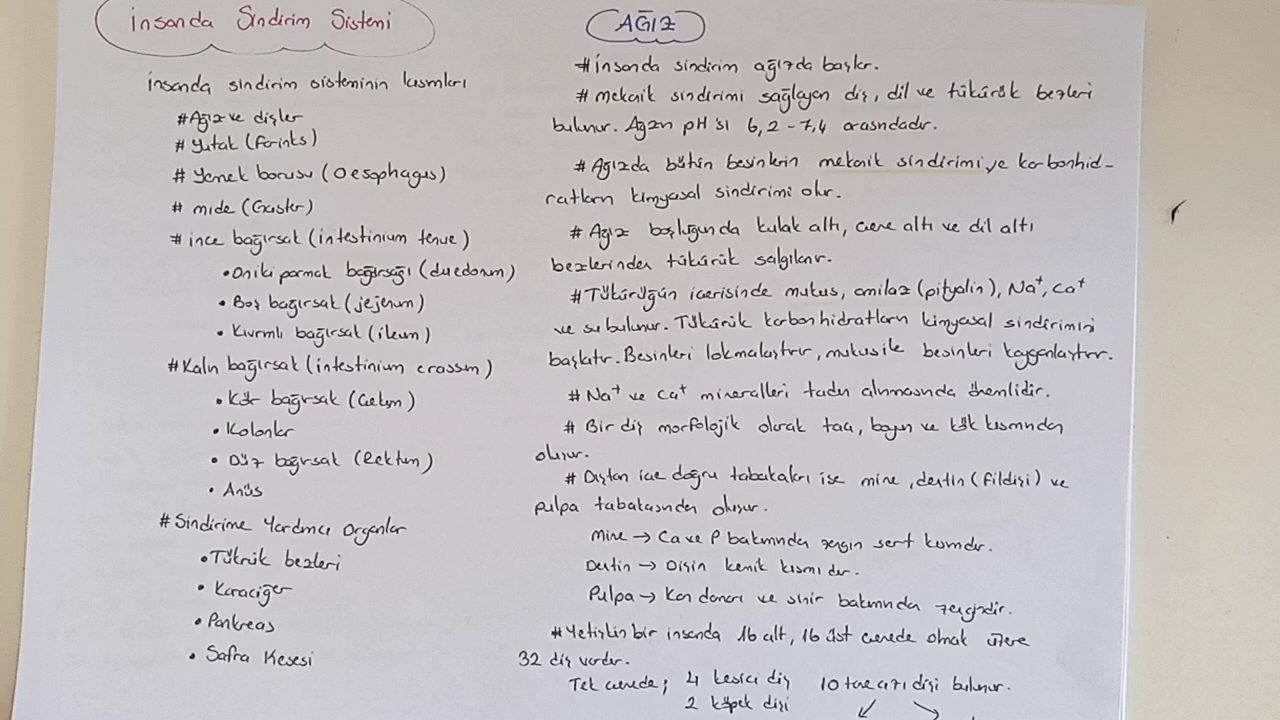 İnsanda Sindirim Sistemi
insanda sindirim sisteminin kısımları
#Ağız ve dişler
# Yutak (Farinks)
# Yemek borusu (Oesophagus)
# mide (Gaster)
# ince bağırsak (intestinium tenue)
• Oniki parmak bağırsağı (duedonum)
• Boş bağırsak (jejenum)
• Kıvrımlı bağırsak (ileum)
#Kalın bağırsak (intestinium crassum)
• Kör bağırsak (Çekum)
• Kolonlar
• Düz bağırsak (Rektum)
• Anüs
# Sindirime Yardımcı Organlar
• Tükrük bezleri
• Karaciğer
• Pankreas
• Safra Kesesi
AĞIZ
# insanda sindirim ağızda başlar.
# mekanik sindirimi sağlayan diş, dil ve tükürük bezleri
bulunur. Ağzın pH'sı 6,2 - 7,4 arasındadır.
# Ağızda bütün besinlerin mekanik sindirimi ve karbonhid-
ratların kimyasal sindirimi olur.
# Ağız boşluğunda kulak altı, çene altı ve dil altı
bezlerinden tükürük salgılanır.
#Tükürüğün içerisinde mukus, amilaz (pityalin), Na+, Ca+
ve su bulunur. Tükürük karbonhidratların kimyasal sindirimini
başlatır. Besinleri lokmalaştırır, mukus ile besinleri kayganlaştırır.
# Na+ ve Ca+ mineralleri tadın alınmasında önemlidir.
# Bir diş morfolojik olarak taç, boyun ve kök kısmından
oluşur.
# Dıştan içe doğru tabakaları ise mine, dentin (fildişi) ve
pulpa tabakasından oluşur.
Mine → Ca ve P bakımından zengin sert kısımdır.
Dentin → Dişin kemik kısmıdır.
Pulpa → Kan damarı ve sinir bakımından zengindir.
# Yetişkin bir insanda 16 alt, 16 üst çenede olmak üzere
32 diş vardır.
Tek çenede; 4 kesici diş 10 tane azı dişi bulunur.
2 köpek dişi